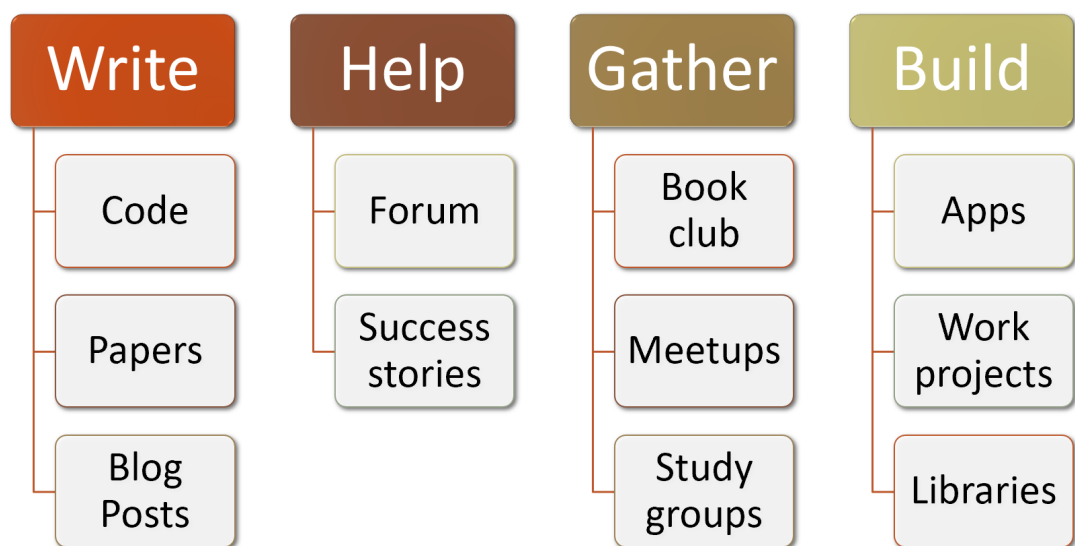 Write
Code
Papers
Blog
Posts
Help
Forum
Success
stories
Gather
Book
club
Meetups
Study
groups
Build
Apps
Work
projects
Libraries